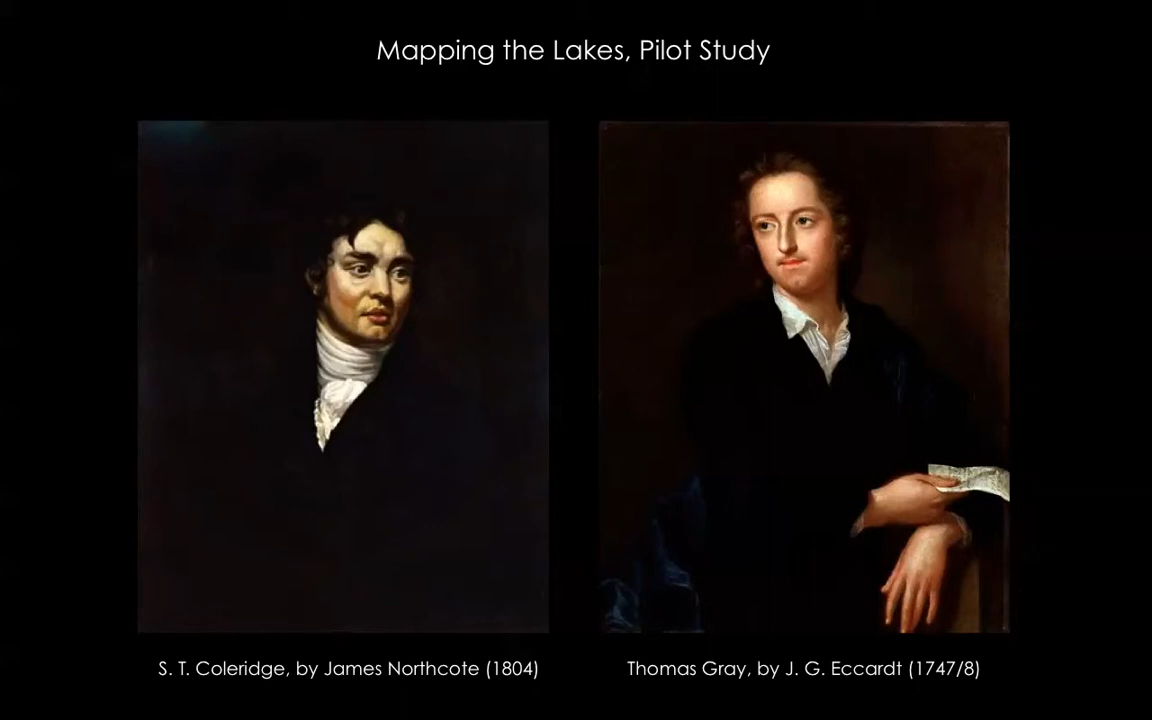 Mapping the Lakes, Pilot Study
S. T. Coleridge, by James Northcote (1804)
Thomas Gray, by J. G. Eccardt (1747/8)